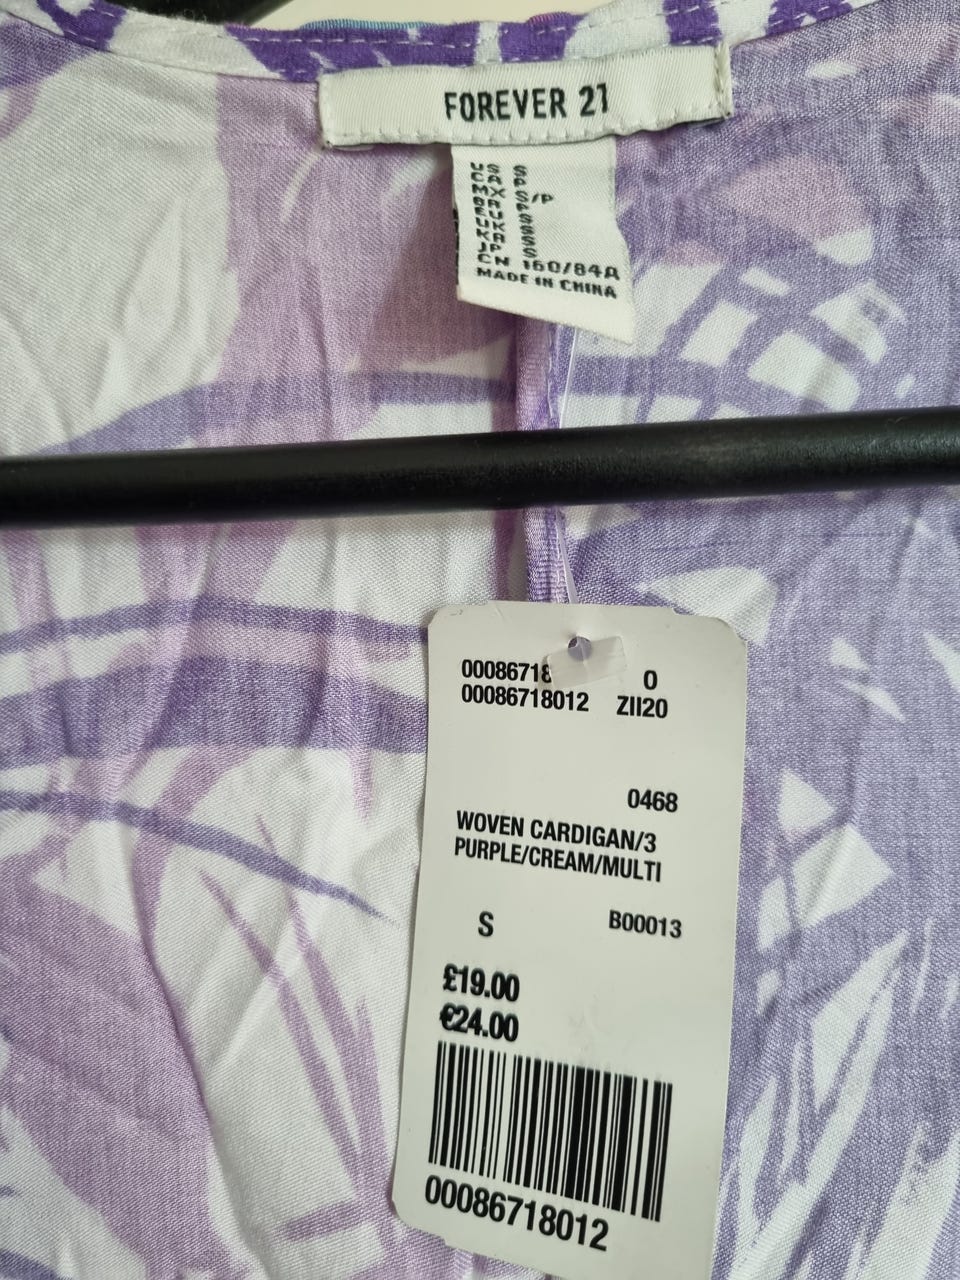 FOREVER 21
US S
CA P
MX S/P
BR P
EU S
UK S
KR S
JP S
CN 160/84A
MADE IN CHINA
00086718
O
00086718012 ZII20
0468
WOVEN CARDIGAN/3
PURPLE/CREAM/MULTI
S B00013
£19.00
€24.00
00086718012